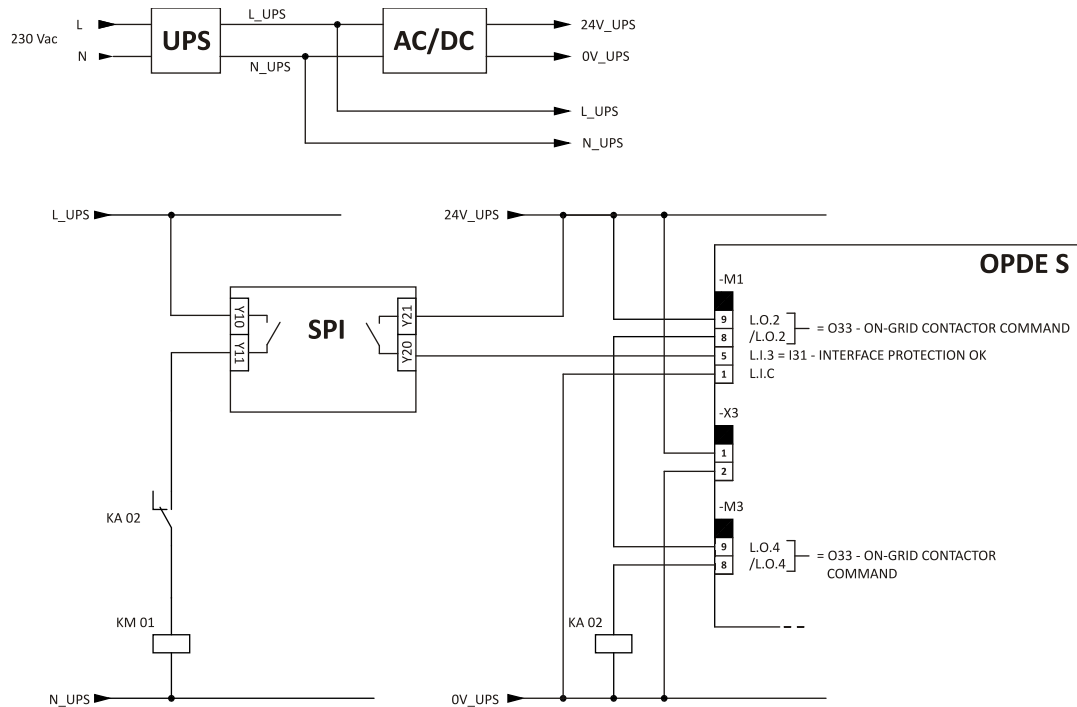 L_UPS
L
24V_UPS
230 Vac
UPS
AC/DC
N
N_UPS
0V_UPS
L_UPS
N_UPS
L_UPS
24V_UPS
OPDE S
-M1
Y10
Y11
SPI
Y21
Y20
9 L.O.2
8 /L.O.2
= O33 - ON-GRID CONTACTOR COMMAND
5 L.I.3 = I31 - INTERFACE PROTECTION OK
1 L.I.C
-X3
1
2
-M3
KA 02
9 L.O.4
8 /L.O.4
= O33 - ON-GRID CONTACTOR
COMMAND
KM 01
KA 02
N_UPS
0V_UPS